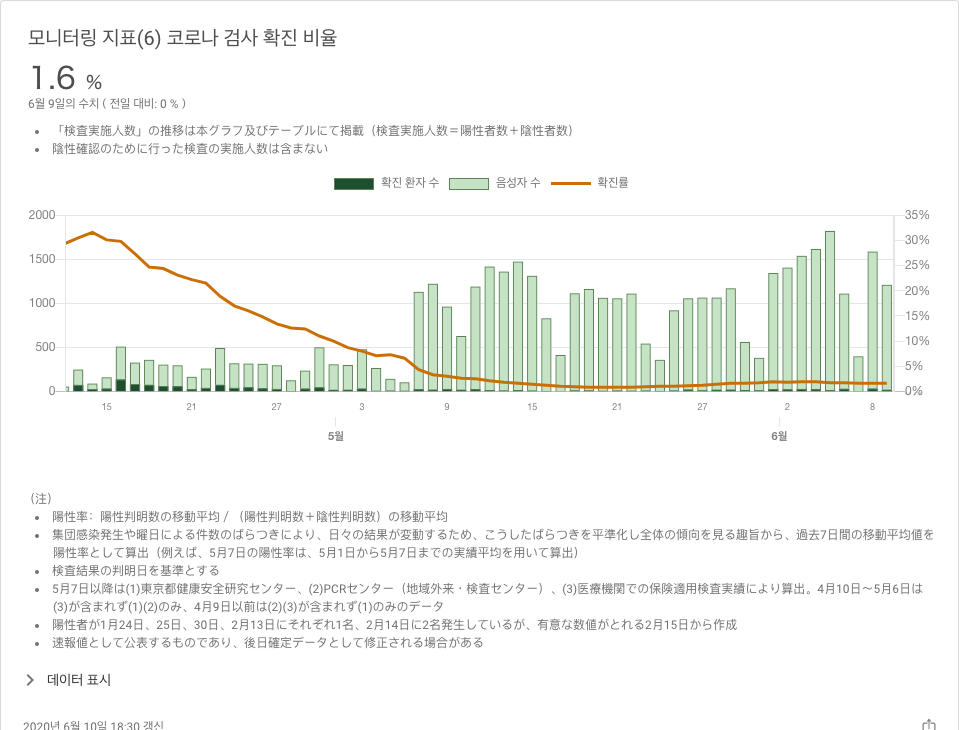 모니터링 지표(6) 코로나 검사 확진 비율
1.6 %
6월 9일의 수치 ( 전일 대비: 0 % )
「検査実施人数」の推移は本グラフ及びテーブルにて掲載（検査実施人数＝陽性者数＋陰性者数）
陰性確認のために行った検査の実施人数は含まない
확진 환자 수 음성자 수 확진률
2000 35%
30%
1500 25%
20%
1000 15%
10%
500 5%
0 0%
15 21 27 3 9 15 21 27 2 8
5월 6월
（注）
陽性率：陽性判明数の移動平均 / （陽性判明数＋陰性判明数）の移動平均
集団感染発生や曜日による件数のばらつきにより、日々の結果が変動するため、こうしたばらつきを平準化し全体の傾向を見る趣旨から、過去7日間の移動平均値を
陽性率として算出（例えば、5月7日の陽性率は、5月1日から5月7日までの実績平均を用いて算出）
検査結果の判明日を基準とする
5月7日以降は(1)東京都健康安全研究センター、(2)PCRセンター（地域外来・検査センター）、(3)医療機関での保険適用検査実績により算出。4月10日～5月6日は
(3)が含まれず(1)(2)のみ、4月9日以前は(2)(3)が含まれず(1)のみのデータ
陽性者が1月24日、25日、30日、2月13日にそれぞれ1名、2月14日に2名発生しているが、有意な数値がとれる2月15日から作成
速報値として公表するものであり、後日確定データとして修正される場合がある
데이터 표시
2020년 6월 10일 18:30 갱신